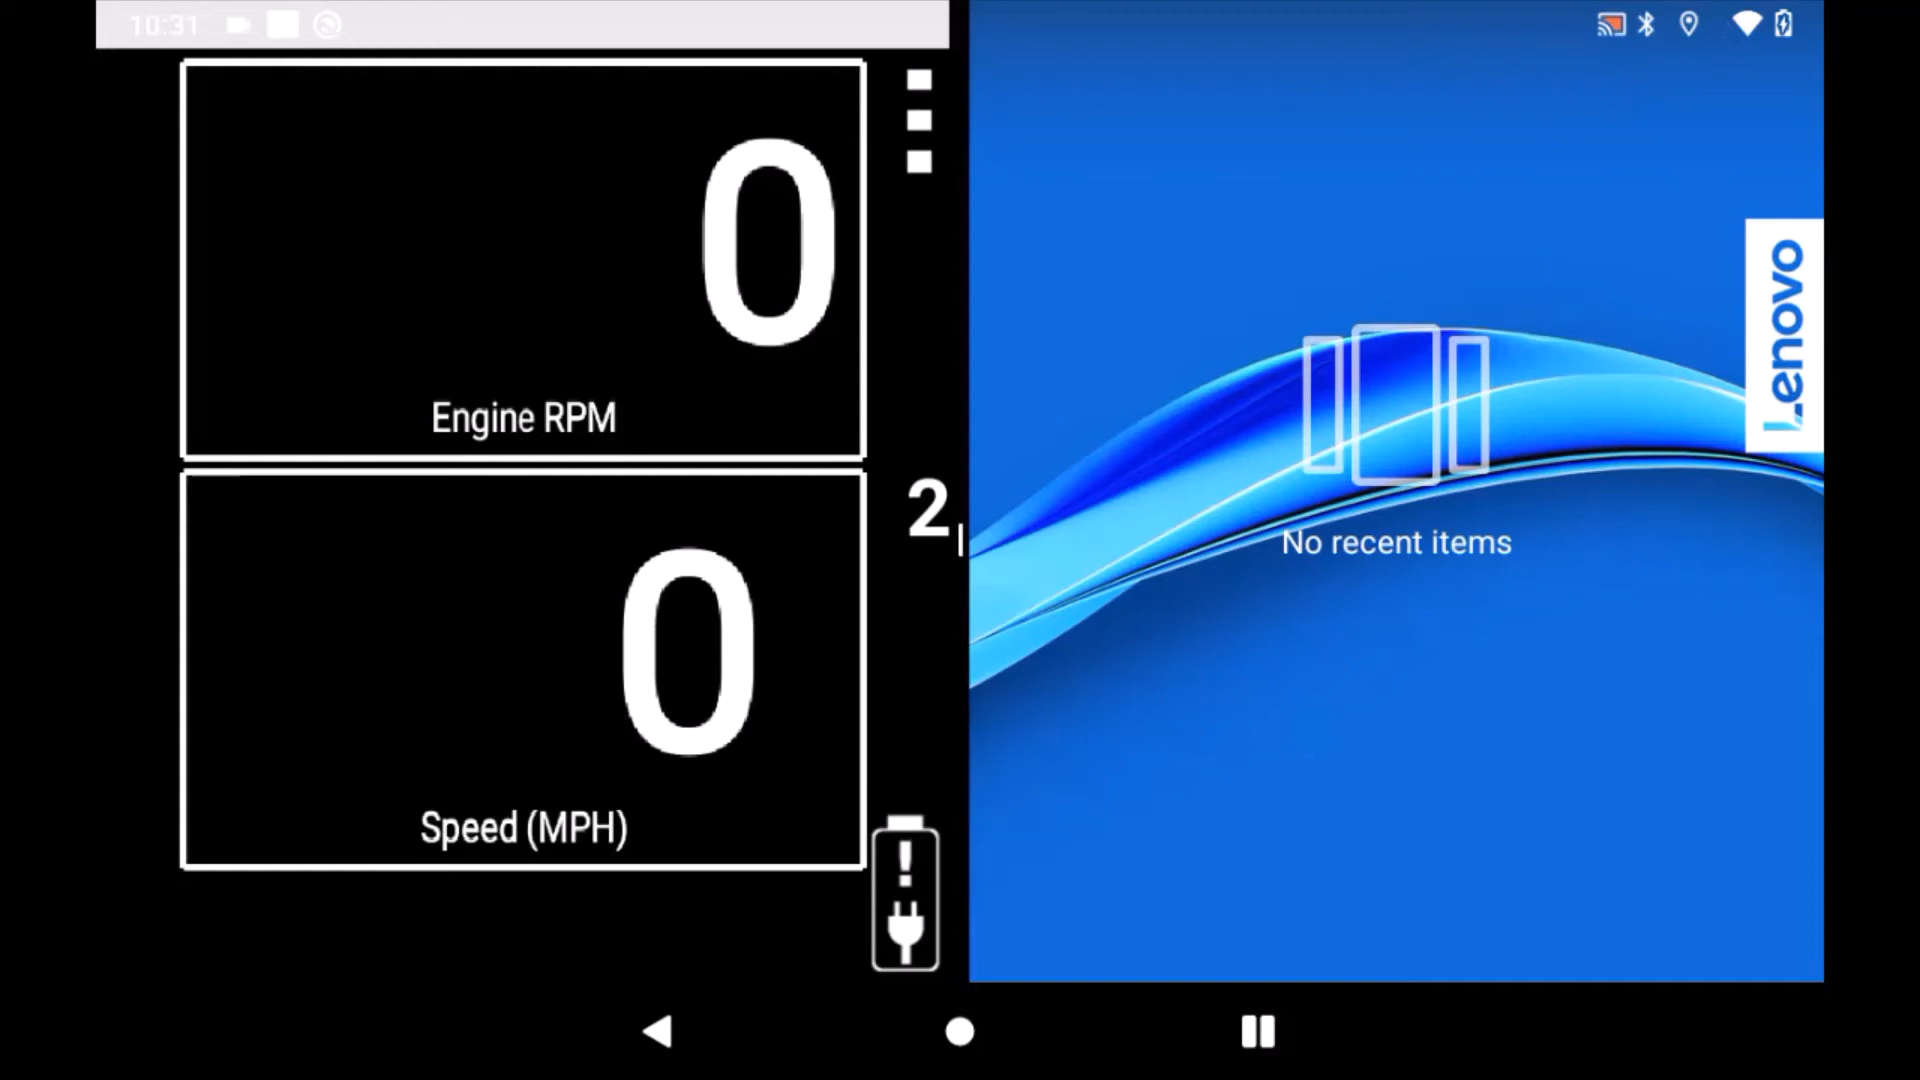 10:31
0
Engine RPM
2
0
Speed (MPH)
Lenovo
No recent items